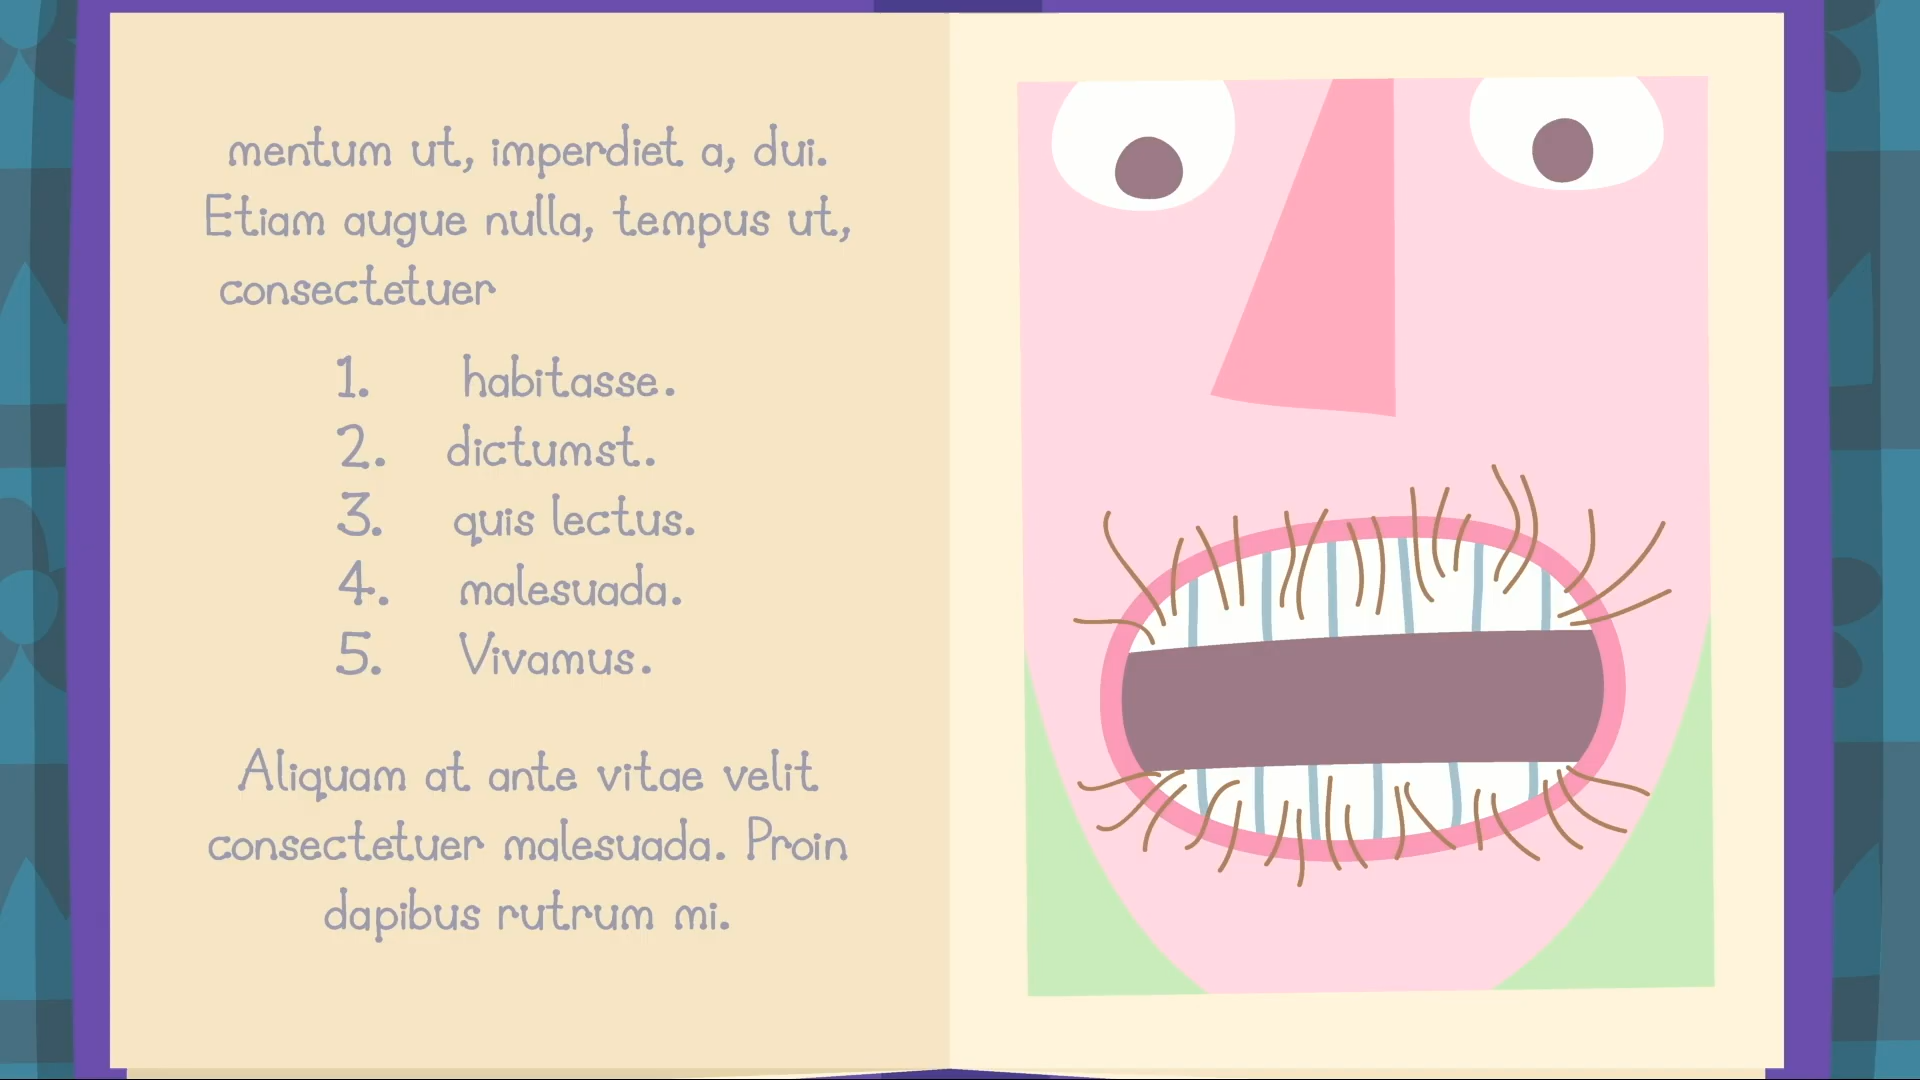 mentum ut, imperdiet a, dui.
Etiam augue nulla, tempus ut,
consectetuer
1. habitasse.
2. dictumst.
3. quis lectus.
4. malesuada.
5. Vivamus.
Aliquam at ante vitae velit
consectetuer malesuada. Proin
dapibus rutrum mi.